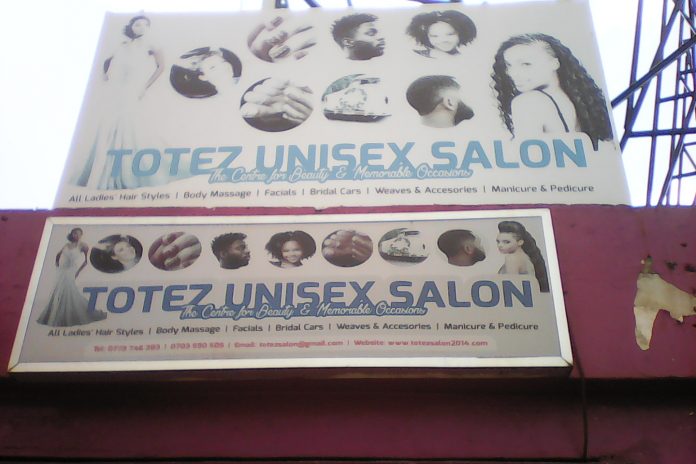 TOTEZ UNISEX SALON
The Centre for Beauty & Memorable Occasions
All Ladies' Hair Styles | Body Massage | Facials | Bridal Cars | Weaves & Accesories | Manicure & Pedicure
TOTEZ UNISEX SALON
The Centre for Beauty & Memorable Occasions
All Ladies' Hair Styles | Body Massage | Facials | Bridal Cars | Weaves & Accesories | Manicure & Pedicure
Tel: | Email: totezsalon@gmail.com | Website: www.totezsalon2014.com